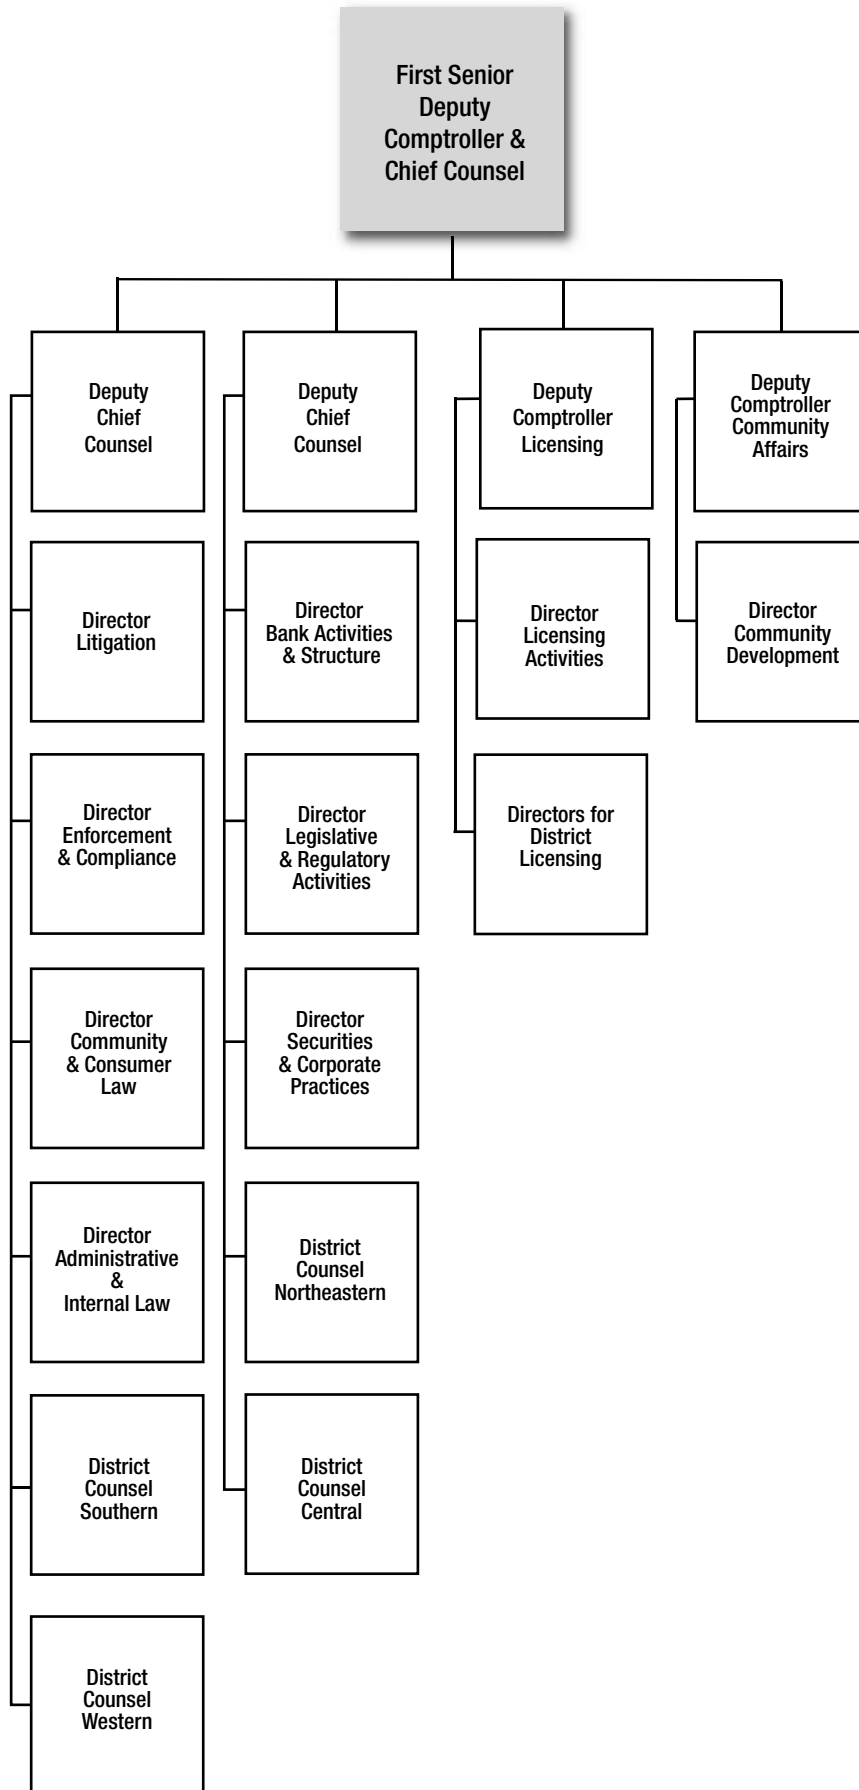 First Senior
Deputy
Comptroller &
Chief Counsel
Deputy
Chief
Counsel
Director
Litigation
Director
Enforcement
& Compliance
Director
Community
& Consumer
Law
Director
Administrative
&
Internal Law
District
Counsel
Southern
District
Counsel
Western
Deputy
Chief
Counsel
Director
Bank Activities
& Structure
Director
Legislative
& Regulatory
Activities
Director
Securities
& Corporate
Practices
District
Counsel
Northeastern
District
Counsel
Central
Deputy
Comptroller
Licensing
Director
Licensing
Activities
Directors for
District
Licensing
Deputy
Comptroller
Community
Affairs
Director
Community
Development